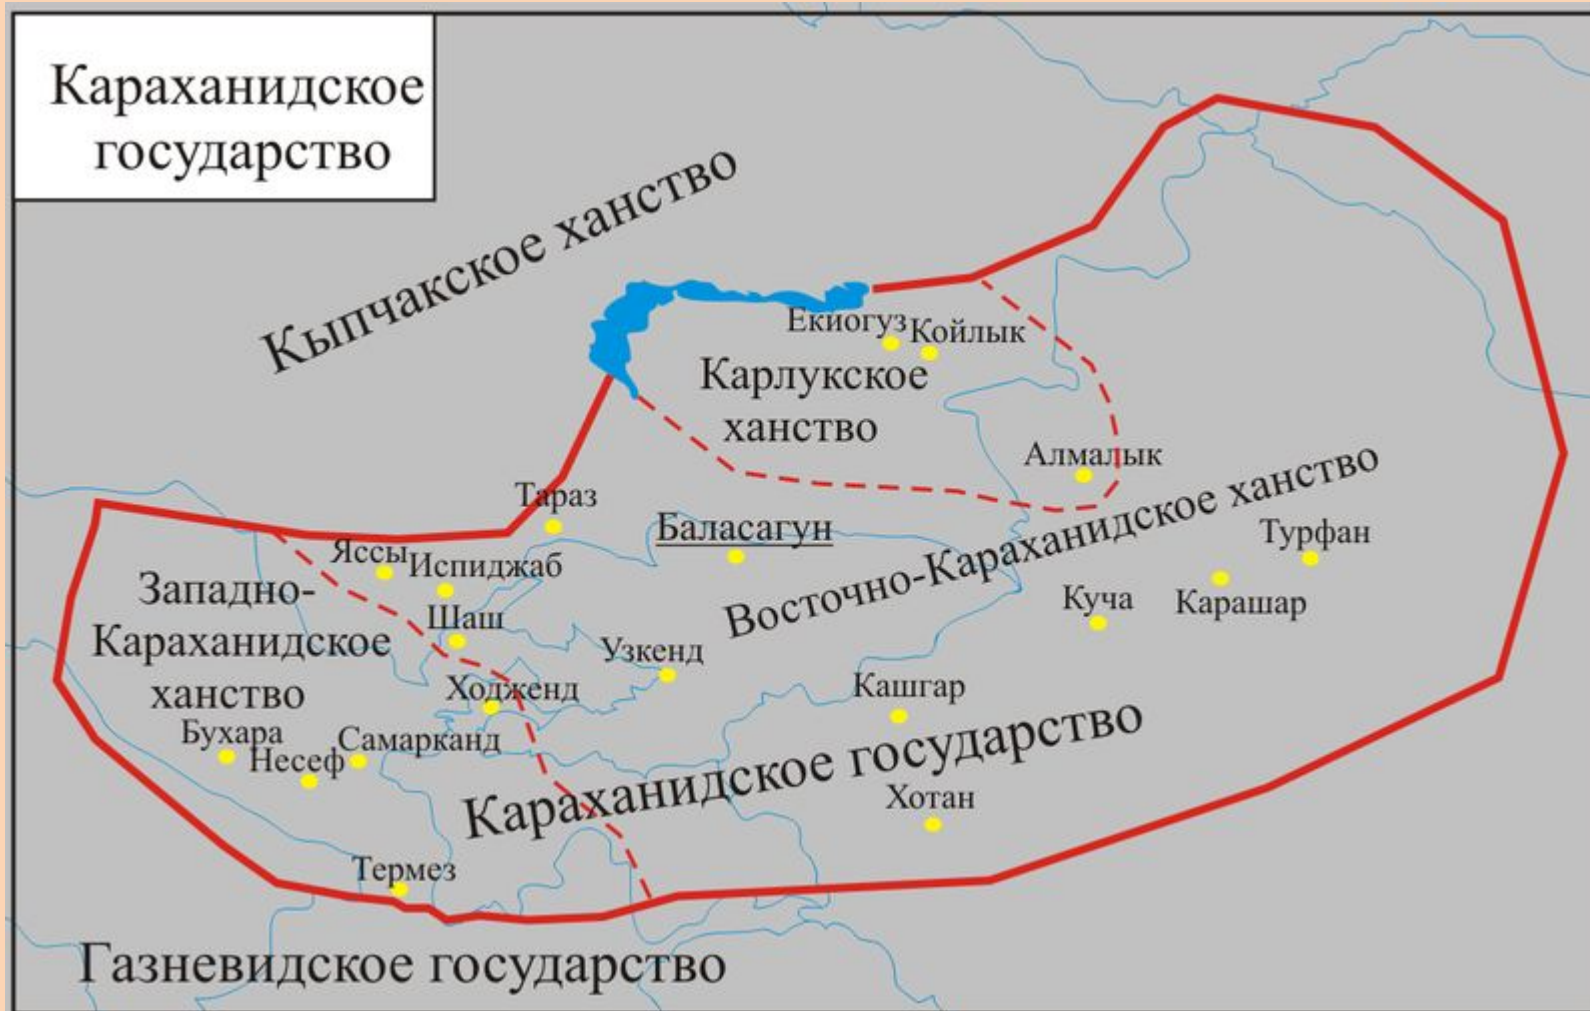 Караханидское
государство
Кыпчакское ханство
Екиогуз
Койлык
Карлукское
ханство
Алмалык
Тараз
Баласагун
Восточно-Караханидское ханство
Турфан
Яссы
Испиджаб
Западно-
Караханидское
ханство
Шаш
Куча
Карашар
Узкенд
Ходженд
Кашгар
Бухара
Несеф
Самарканд
Караханидское государство
Хотан
Термез
Газневидское государство